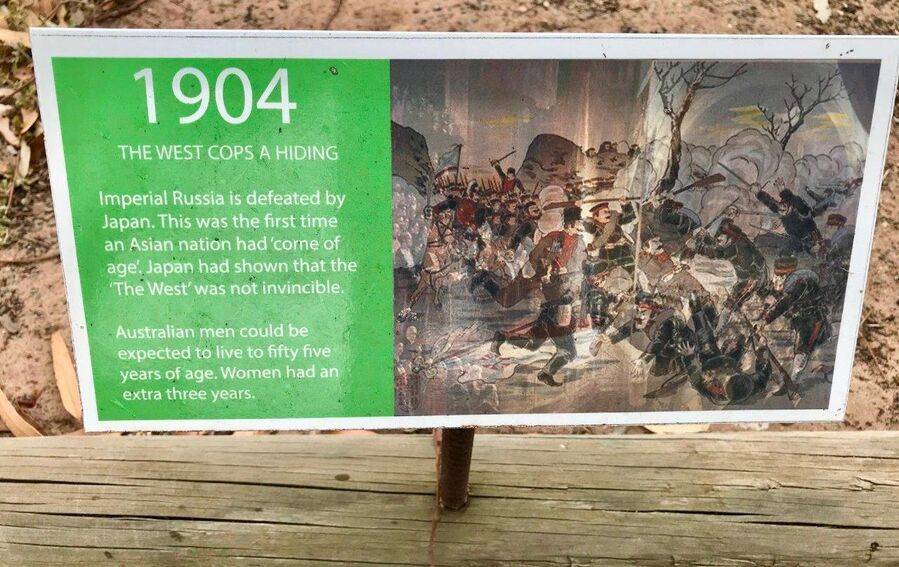 1904
THE WEST COPS A HIDING
Imperial Russia is defeated by
Japan. This was the first time
an Asian nation had 'come of
age'. Japan had shown that the
'The West' was not invincible.
Australian men could be
expected to live to fifty five
years of age. Women had an
extra three years.